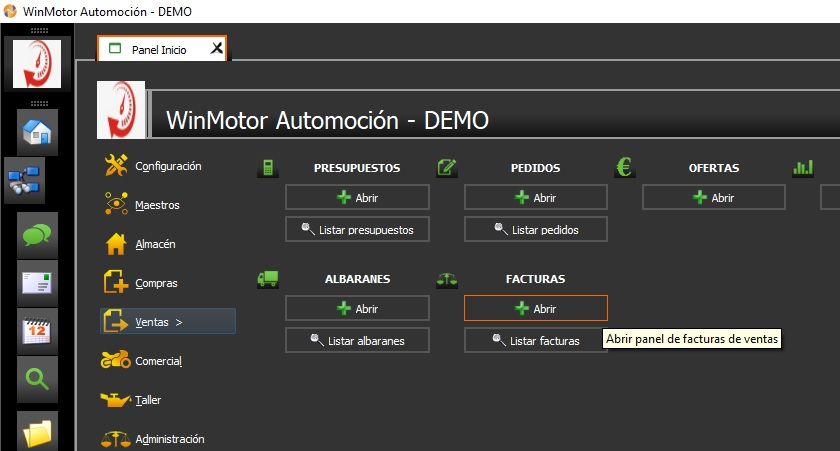 WinMotor Automoción - DEMO
Panel Inicio
WinMotor Automoción - DEMO
Configuración
Maestros
Almacén
Compras
Ventas >
Comercial
Taller
Administración
PRESUPUESTOS
Abrir
Listar presupuestos
PEDIDOS
Abrir
Listar pedidos
OFERTAS
Abrir
ALBARANES
Abrir
Listar albaranes
FACTURAS
Abrir
Listar facturas
Abrir panel de facturas de ventas
12